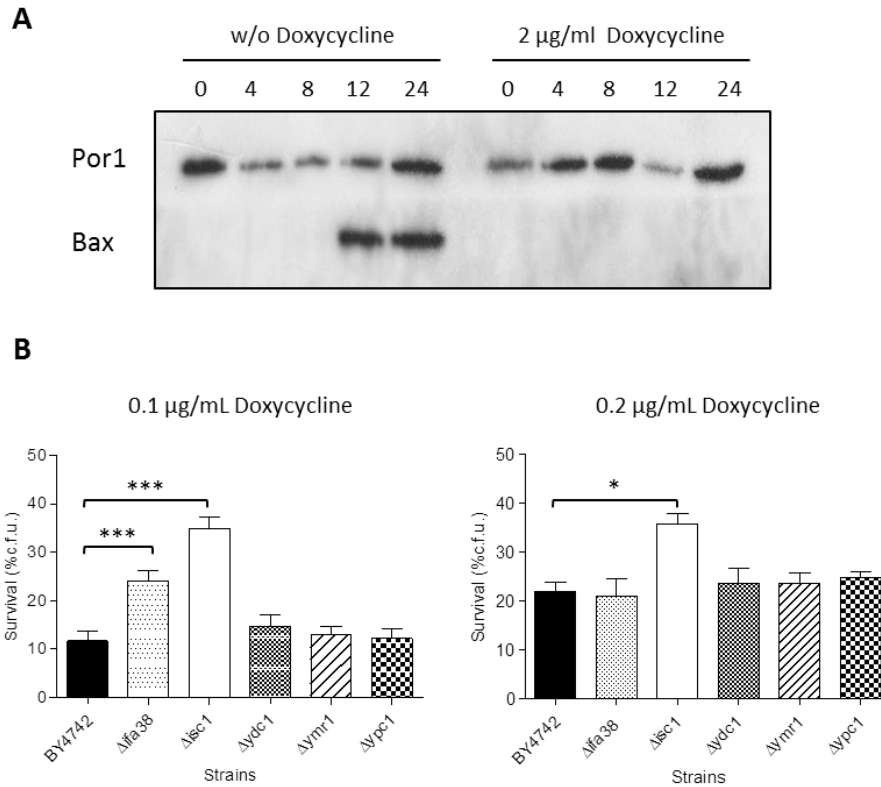 A
w/o Doxycycline
2 µg/ml Doxycycline
0 4 8 12 24
0 4 8 12 24
Por1
Bax
B
0.1 µg/mL Doxycycline
Survival (%c.f.u.)
50
40
30
20
10
0
***
***
BY4742
Δifa38
Δisc1
Δydc1
Δymr1
Δypc1
Strains
0.2 µg/mL Doxycycline
Survival (%c.f.u.)
50
40
30
20
10
0
*
BY4742
Δifa38
Δisc1
Δydc1
Δymr1
Δypc1
Strains